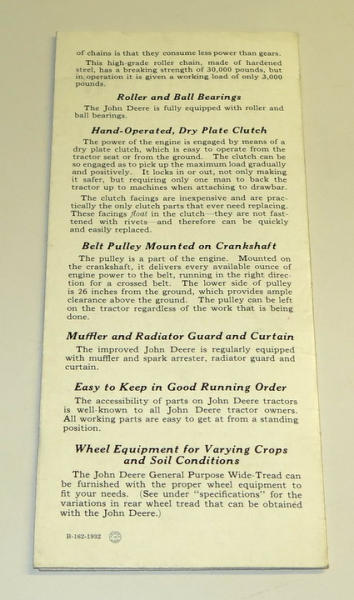 of chains is that they consume less power than gears.
This high-grade roller chain, made of hardened
steel, has a breaking strength of 30,000 pounds, but
in operation it is given a working load of only 3,000
pounds.
Roller and Ball Bearings
The John Deere is fully equipped with roller and
ball bearings.
Hand-Operated, Dry Plate Clutch
The power of the engine is engaged by means of a
dry plate clutch, which is easy to operate from the
tractor seat or from the ground. The clutch can be
so engaged as to pick up the maximum load gradually
and positively. It locks in or out, not only making
it safer, but requiring only one man to back the
tractor up to machines when attaching to drawbar.
The clutch facings are inexpensive and are prac-
tically the only clutch parts that ever need replacing.
These facings float in the clutch—they are not fast-
tened with rivets—and therefore can be quickly
and easily replaced.
Belt Pulley Mounted on Crankshaft
The pulley is a part of the engine. Mounted on
the crankshaft, it delivers every available ounce of
engine power to the belt, running in the right direc-
tion for a crossed belt. The lower side of pulley
is 26 inches from the ground, which provides ample
clearance above the ground. The pulley can be left
on the tractor regardless of the work that is being
done.
Muffler and Radiator Guard and Curtain
The improved John Deere is regularly equipped
with muffler and spark arrester, radiator guard and
curtain.
Easy to Keep in Good Running Order
The accessibility of parts on John Deere tractors
is well-known to all John Deere tractor owners.
All working parts are easy to get at from a standing
position.
Wheel Equipment for Varying Crops
and Soil Conditions
The John Deere General Purpose Wide-Tread can
be furnished with the proper wheel equipment to
fit your needs. (See under "specifications" for the
variations in rear wheel tread that can be obtained
with the John Deere.)
B-162-1932